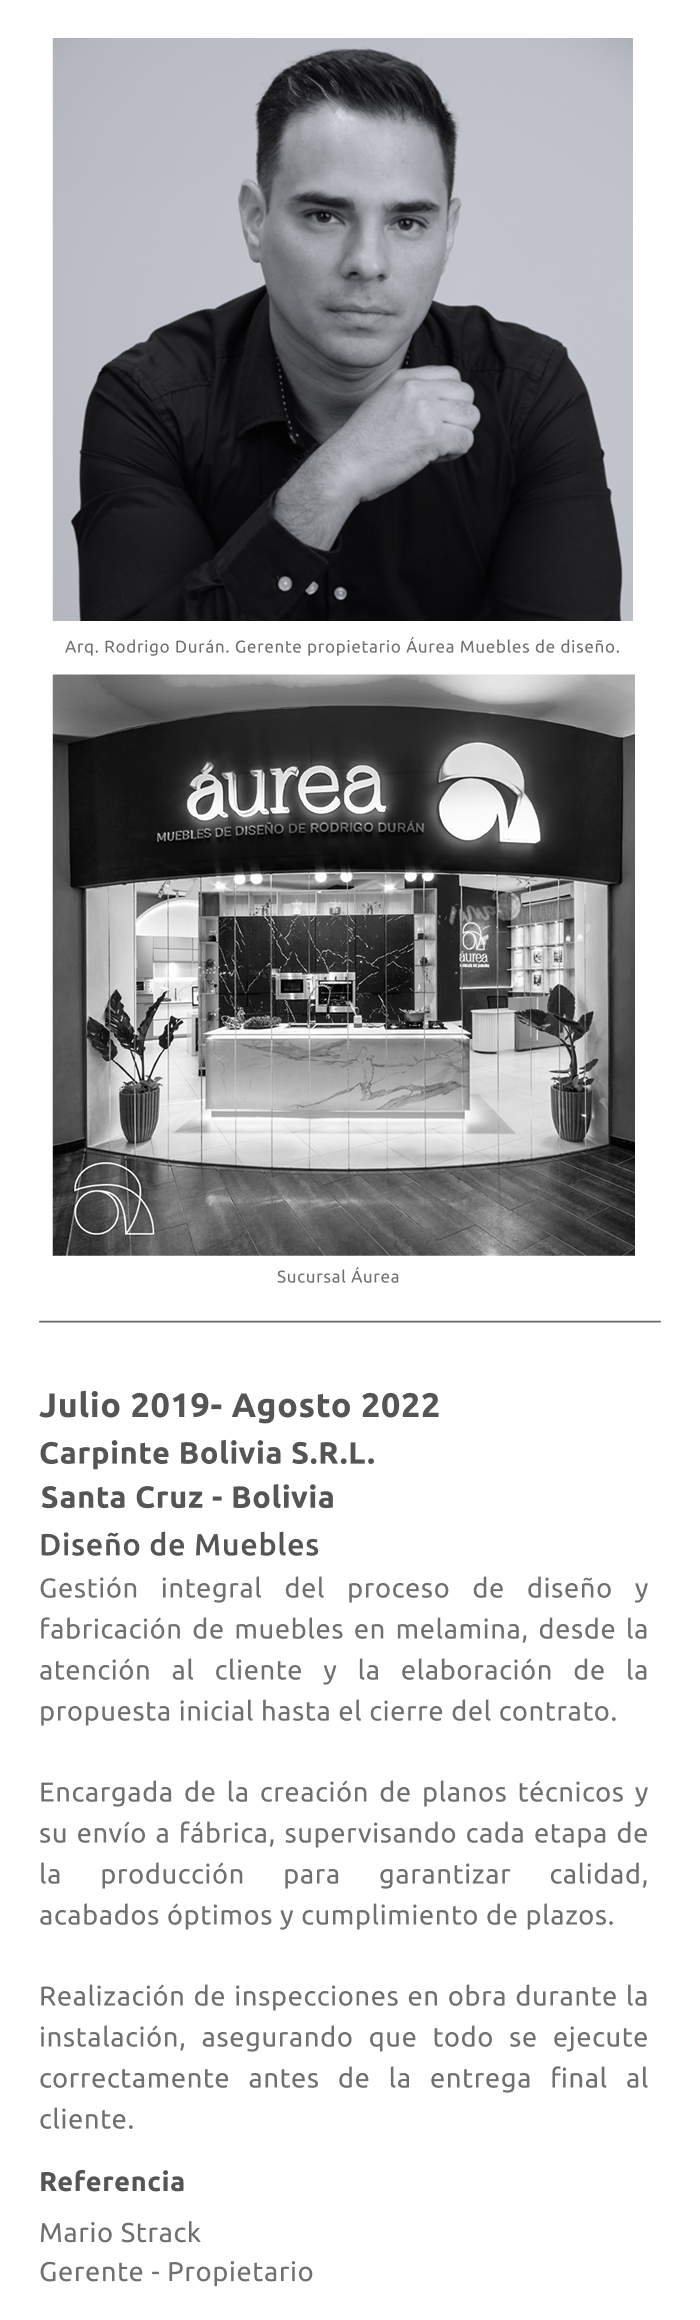 Arq. Rodrigo Durán. Gerente propietario Áurea Muebles de diseño.
áurea
MUEBLES DE DISEÑO DE RODRIGO DURÁN
áurea
Sucursal Áurea
Julio 2019- Agosto 2022
Carpinte Bolivia S.R.L.
Santa Cruz - Bolivia
Diseño de Muebles
Gestión integral del proceso de diseño y
fabricación de muebles en melamina, desde la
atención al cliente y la elaboración de la
propuesta inicial hasta el cierre del contrato.
Encargada de la creación de planos técnicos y
su envío a fábrica, supervisando cada etapa de
la producción para garantizar calidad,
acabados óptimos y cumplimiento de plazos.
Realización de inspecciones en obra durante la
instalación, asegurando que todo se ejecute
correctamente antes de la entrega final al
cliente.
Referencia
Mario Strack
Gerente - Propietario